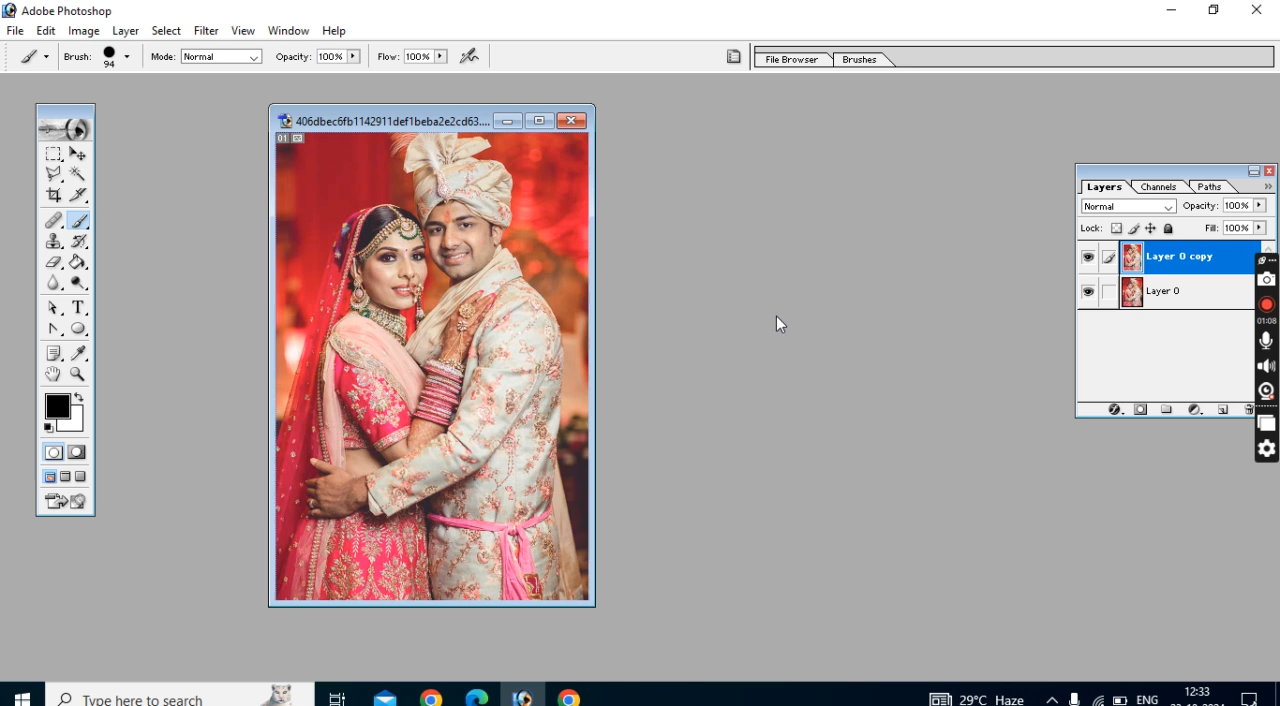 Adobe Photoshop
File Edit Image Layer Select Filter View Window Help
Brush: 94 Mode: Normal Opacity: 100% Flow: 100% File Browser Brushes
406dbec6fb1142911def1beba2e2cd63....
01
Layers Channels Paths
Normal Opacity: 100%
Lock: Fill: 100%
Layer 0 copy
Layer 0
01:08
T
Type here to search 29°C Haze ENG 12:33